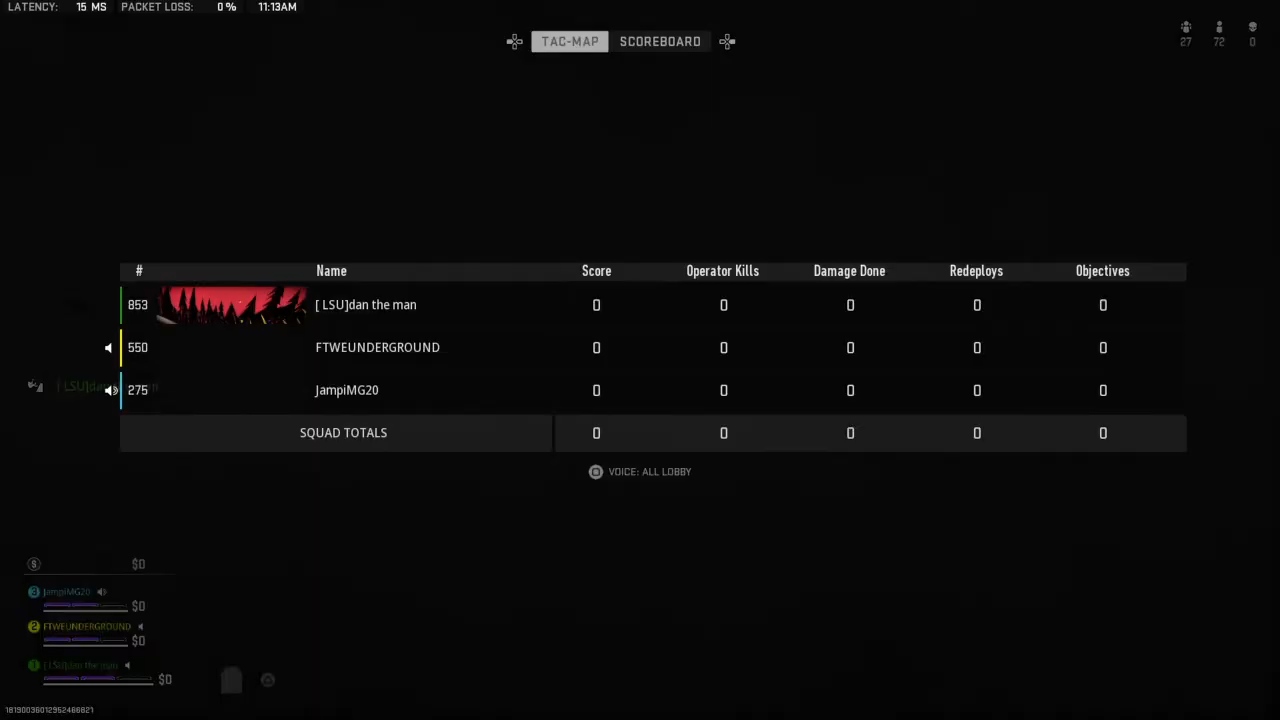 LATENCY: 15 MS PACKET LOSS: 0 % 11:13AM
TAC-MAP SCOREBOARD
27 72 0
# Name Score Operator Kills Damage Done Redeploys Objectives
853 [ LSU]dan the man 0 0 0 0 0
550 FTWEUNDERGROUND 0 0 0 0 0
275 JampiMG20 0 0 0 0 0
SQUAD TOTALS 0 0 0 0 0
VOICE: ALL LOBBY
$0
3 JampiMG20 $0
2 FTWEUNDERGROUND $0
1 [ LSU]dan the man $0